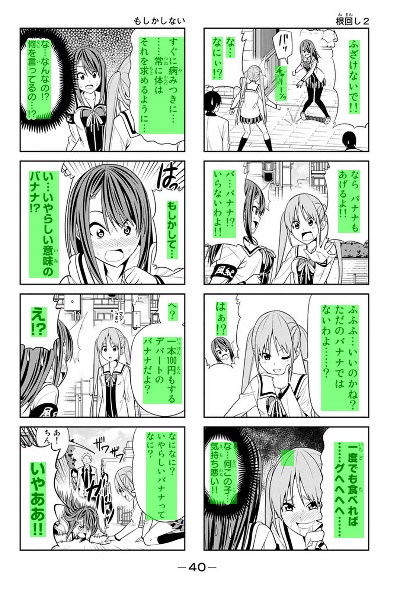 根回し2
ねまわ
ふざけないで!!
な…
なにぃ!?
なら バナナも
あげるよ!!
バ…バナナ!?
いらないわよ!!
ふふふ…いいのかね?
ただのバナナでは
ないわよ……?
はぁ!?
一度でも食べれば
……グヘヘヘヘ……
な…何この子
気持ち悪い!!
もしかしない
すぐに病みつきに…
……常に体は
それを求めるように…
な…なんなの!?
何を言ってるの…!?
もしかして…
はっ
い…いやらしい意味の
バナナ!?
へ?
一本100円もする
デパートの
バナナだよ?
え!?
なになに?
いやらしいバナナって
なに?
あーちん
いやああ!!
—40—